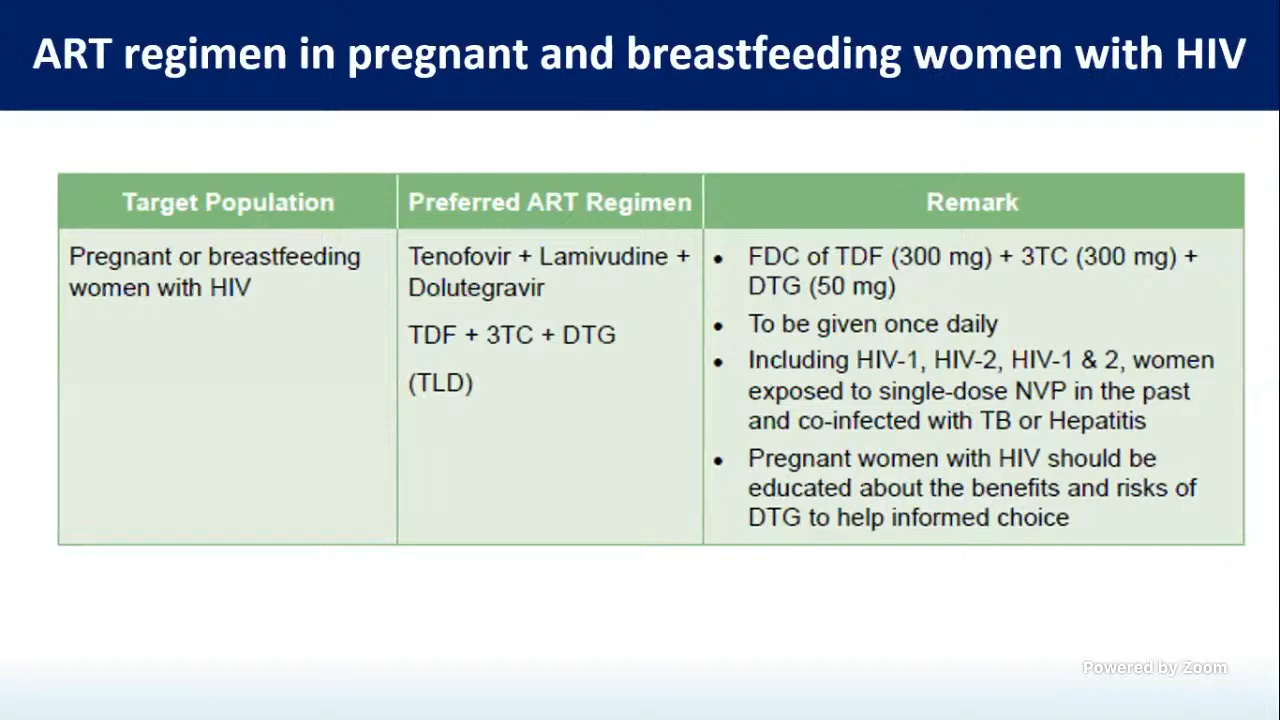 ART regimen in pregnant and breastfeeding women with HIV
Target Population
Preferred ART Regimen
Remark
Pregnant or breastfeeding
women with HIV
Tenofovir + Lamivudine +
Dolutegravir
TDF + 3TC + DTG
(TLD)
• FDC of TDF (300 mg) + 3TC (300 mg) +
DTG (50 mg)
• To be given once daily
• Including HIV-1, HIV-2, HIV-1 & 2, women
exposed to single-dose NVP in the past
and co-infected with TB or Hepatitis
• Pregnant women with HIV should be
educated about the benefits and risks of
DTG to help informed choice
Powered by Zoom